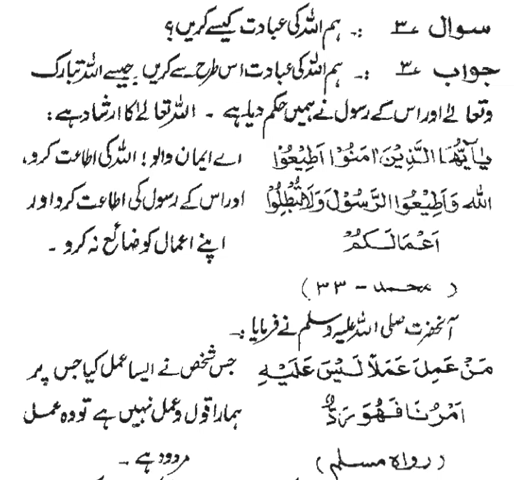 سوال ۳ :۔ ہم اللہ کی عبادت کیسے کریں؟
جواب ۳ :۔ ہم اللہ کی عبادت اس طرح سے کریں جیسے اللہ تبارک
وتعالےٰ اور اس کے رسول نے ہمیں حکم دیا ہے ۔ اللہ تعالےٰ کا ارشاد ہے :
يٰٓاَيُّهَا الَّذِيْنَ اٰمَنُوْا اَطِيْعُوا اے ایمان والو! اللہ کی اطاعت کرو،
اللهَ وَاَطِيْعُوا الرَّسُوْلَ وَلَا تُبْطِلُوْا اور اس کے رسول کی اطاعت کرو اور
اَعْمَالَكُمْ اپنے اعمال کو ضائع نہ کرو ۔
( محمد - ۳۳ )
آنحضرت صلی اللہ علیہ وسلم نے فرمایا :۔
مَنْ عَمِلَ عَمَلًا لَيْسَ عَلَيْهِ جس شخص نے ایسا عمل کیا جس پر
اَمْرُنَا فَهُوَ رَدٌّ ہمارا قول وعمل نہیں ہے تو وہ عمل
(رواہ مسلم) مردود ہے ۔